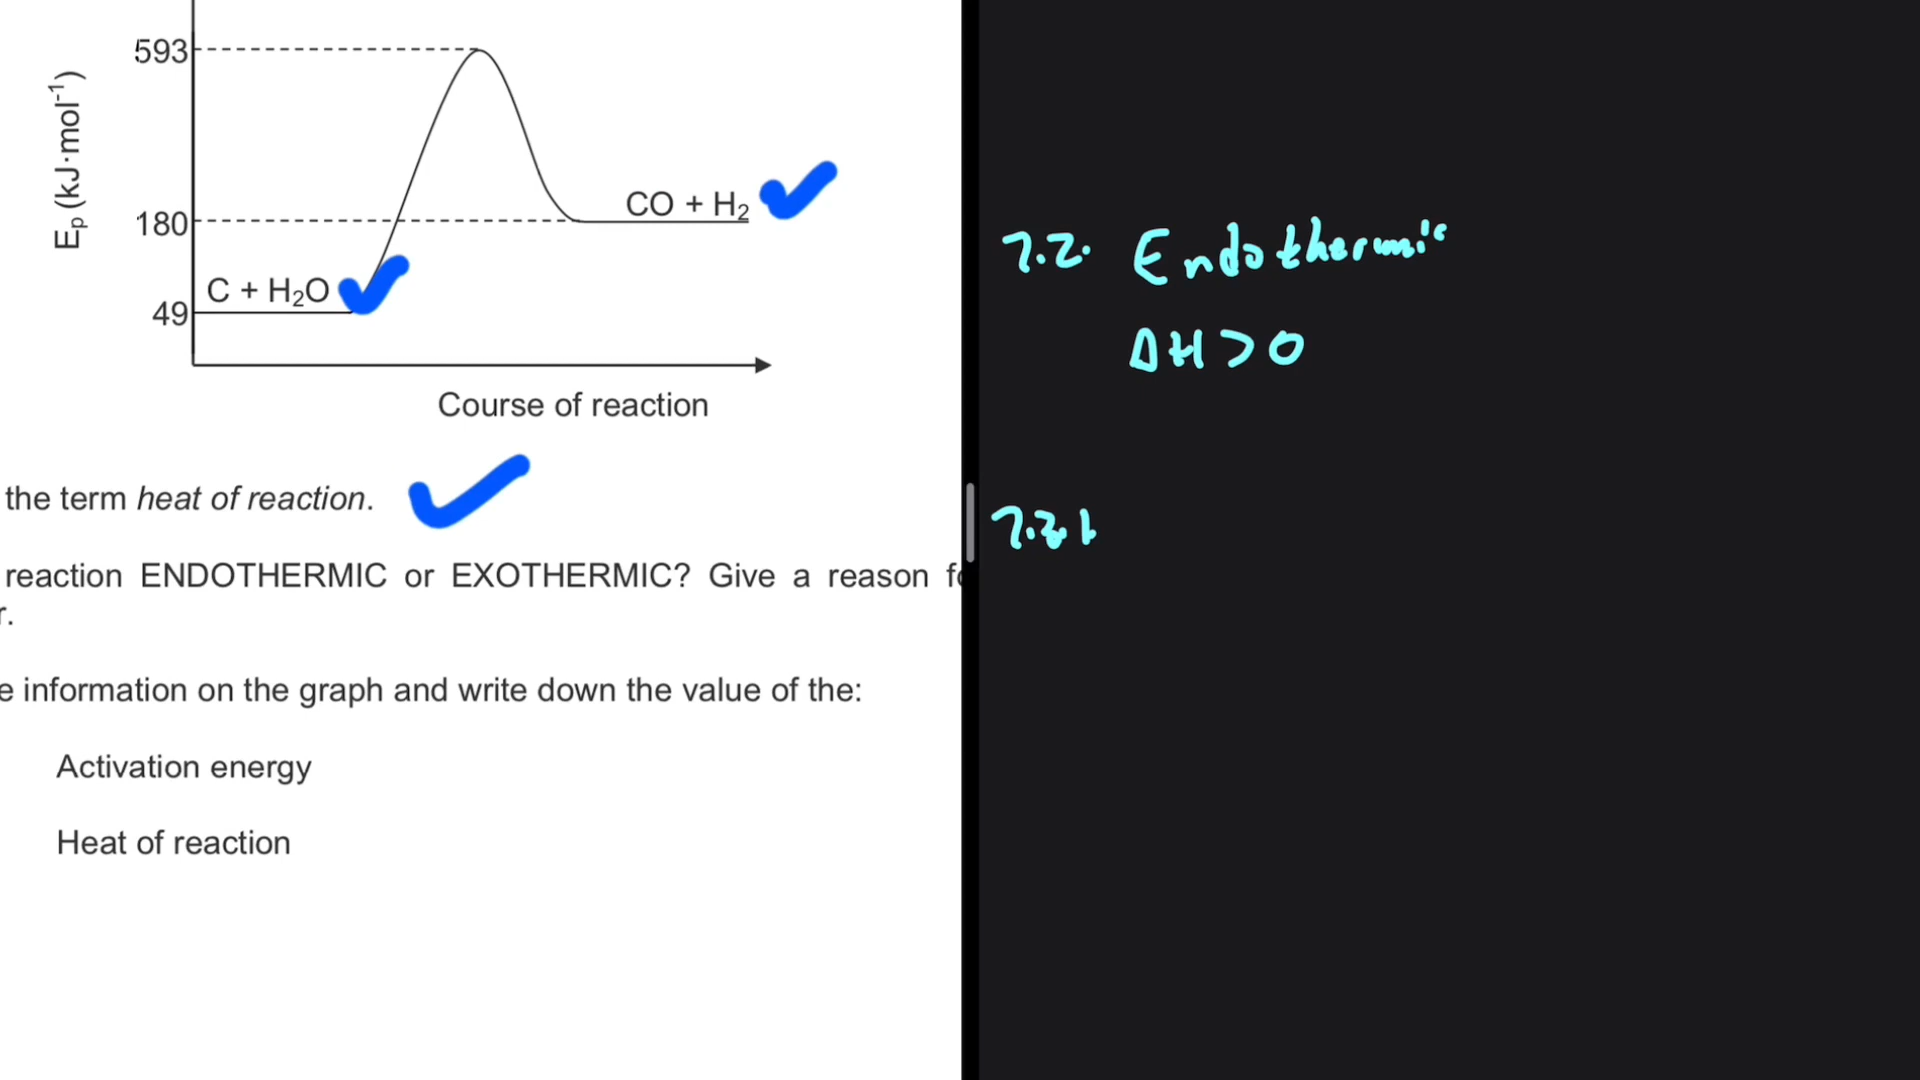 593
Eₚ (kJ·mol⁻¹)
CO + H₂
180
C + H₂O
49
Course of reaction
the term heat of reaction.
reaction ENDOTHERMIC or EXOTHERMIC? Give a reason
r.
e information on the graph and write down the value of the:
Activation energy
Heat of reaction
7.2. Endothermic
ΔH > 0
7.3.1